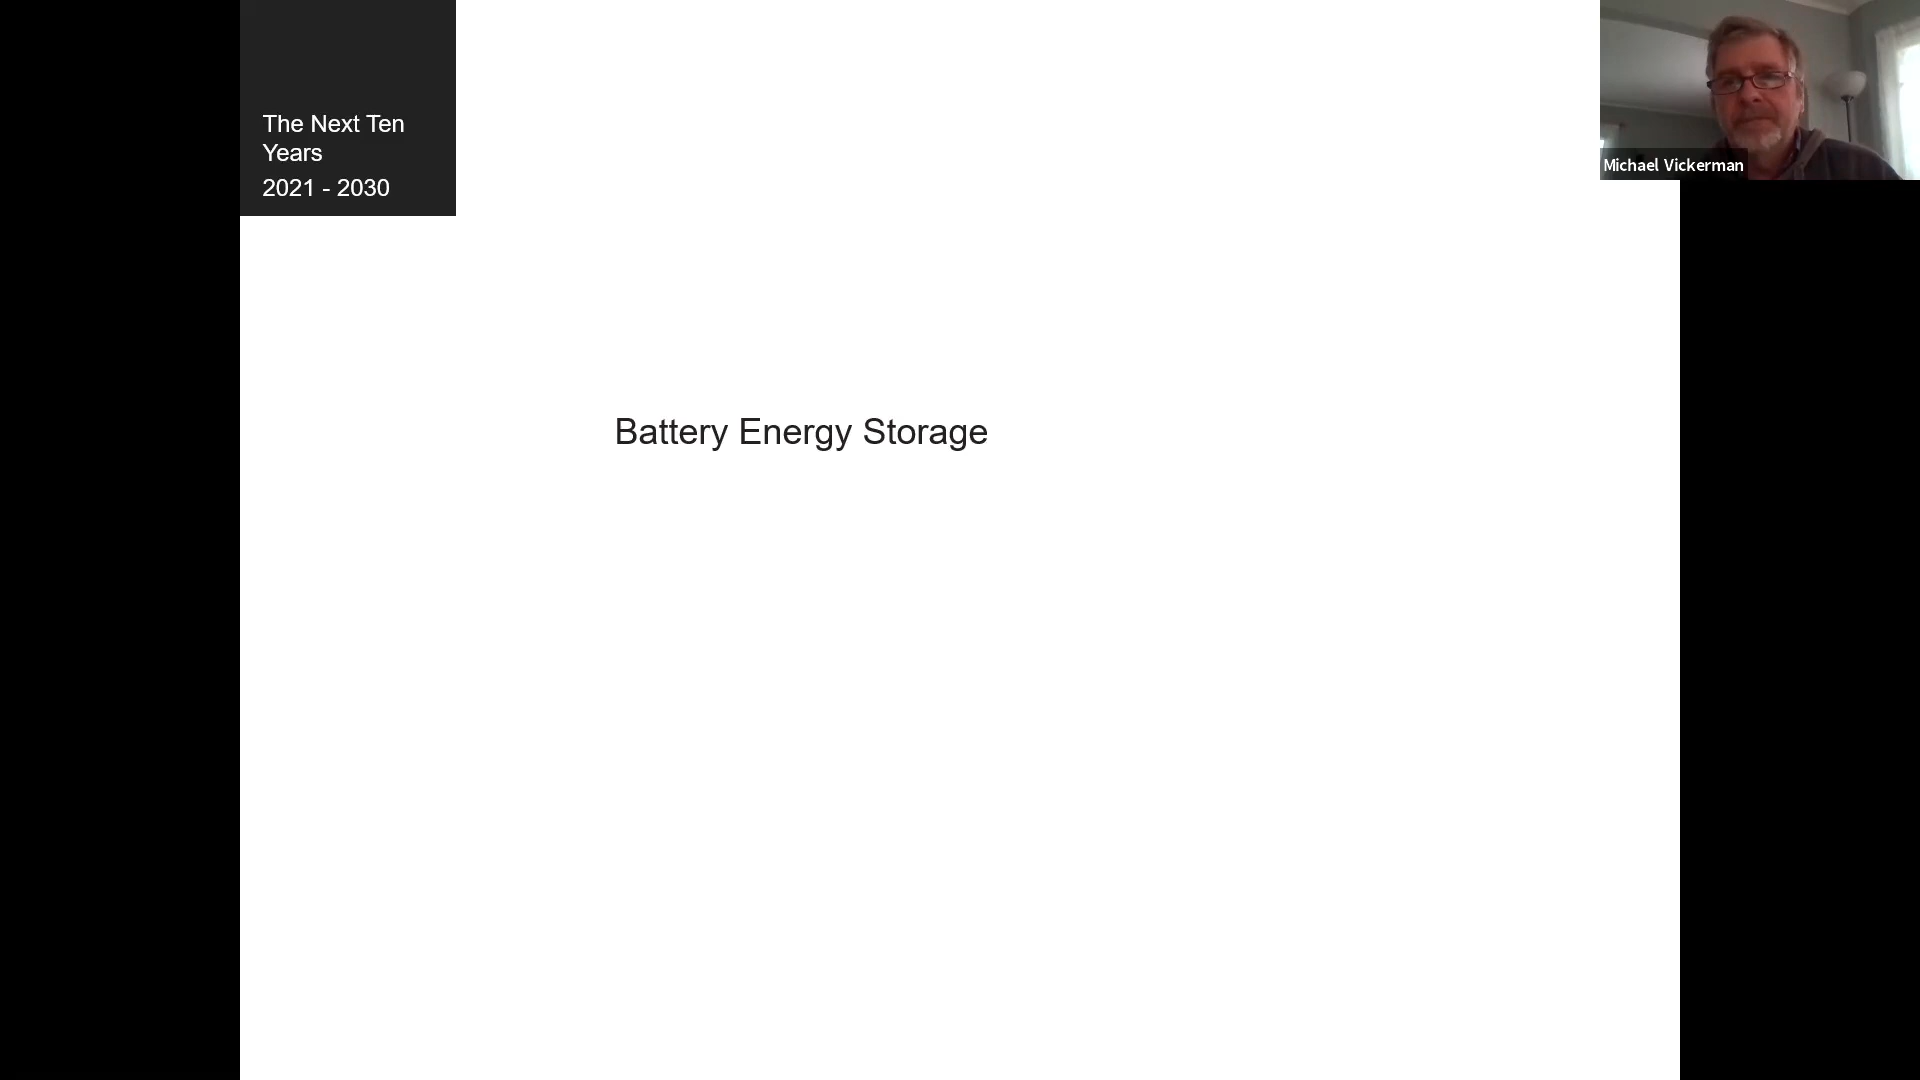 The Next Ten
Years
2021 - 2030
Michael Vickerman
Battery Energy Storage